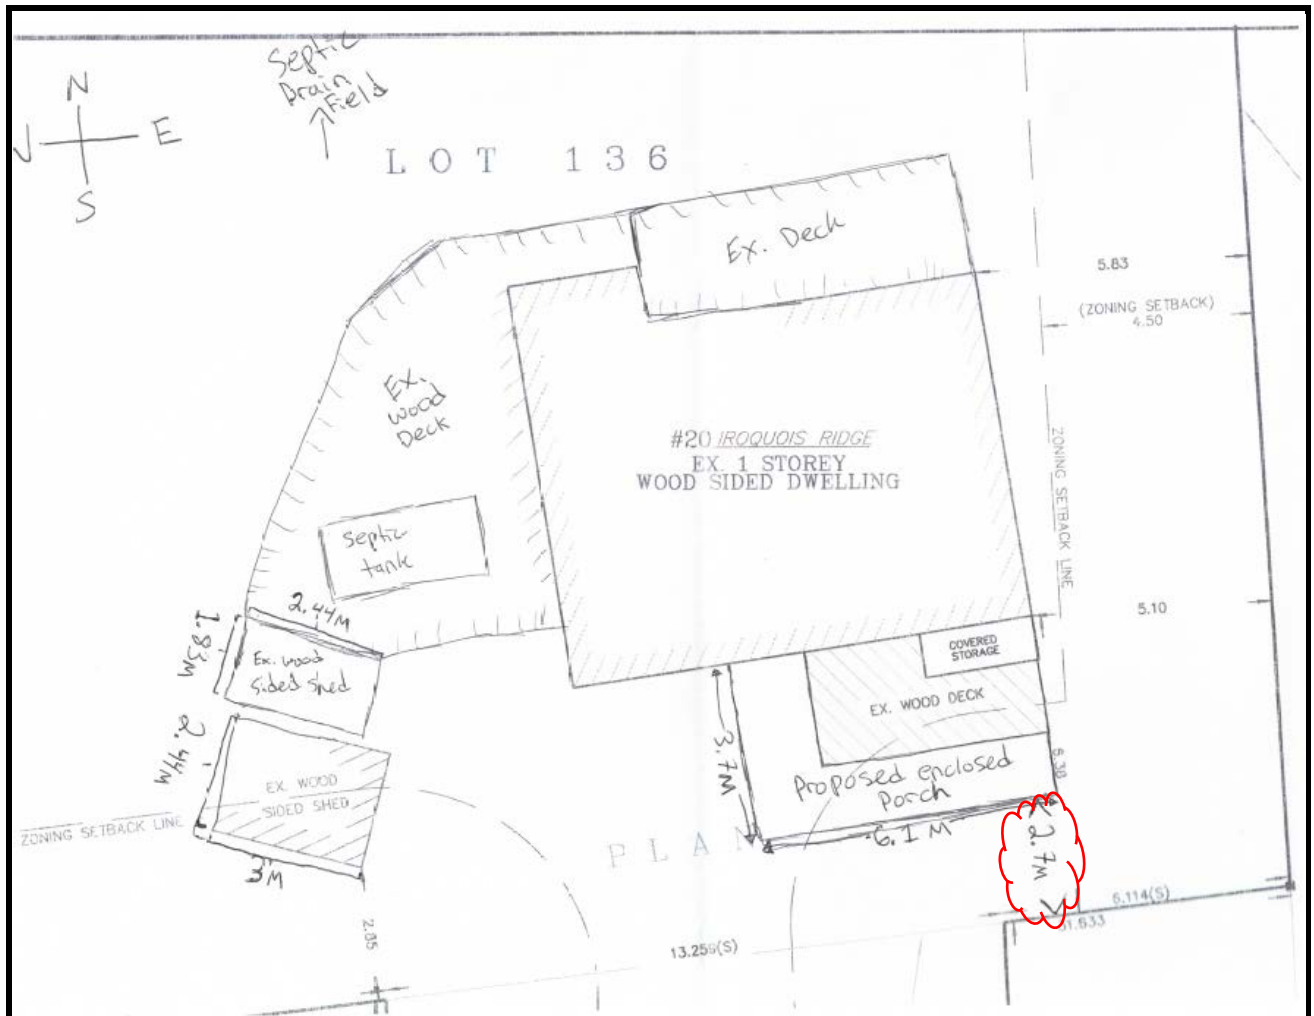 Septic
Drain
Field
N
E
S
LOT 136
Ex. Deck
5.83
(ZONING SETBACK)
4.50
Ex.
wood
Deck
#20 IROQUOIS RIDGE
EX. 1 STOREY
WOOD SIDED DWELLING
ZONING SETBACK LINE
septic
tank
2.44M
1.83M
Ex. wood
sided shed
5.10
COVERED
STORAGE
EX. WOOD DECK
3.7M
Proposed enclosed
Porch
6.1 M
2.44M
EX. WOOD
SIDED SHED
ZONING SETBACK LINE
3M
PLAN
2.7M
6.114(S)
2.85
13.259(S)